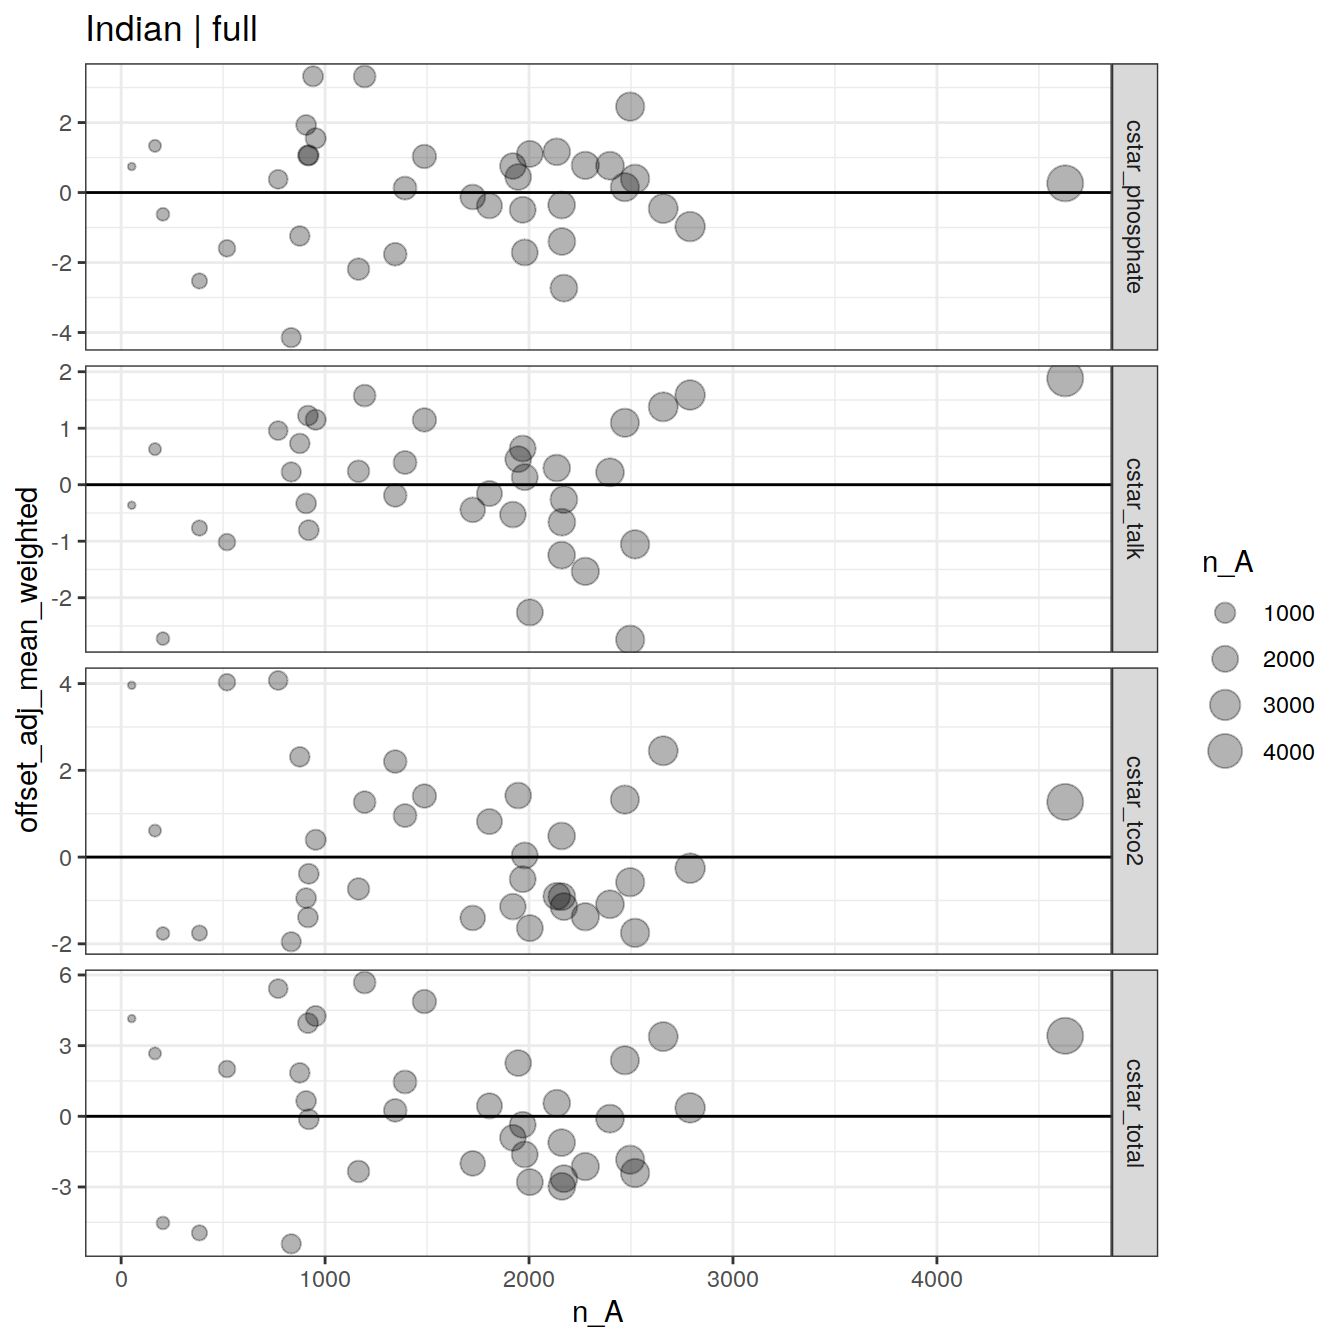 Indian | full
offset_adj_mean_weighted
2
0
-2
-4
cstar_phosphate
2
1
0
-1
-2
cstar_talk
4
2
0
-2
cstar_tco2
6
3
0
-3
cstar_total
0 1000 2000 3000 4000
n_A
n_A
1000
2000
3000
4000